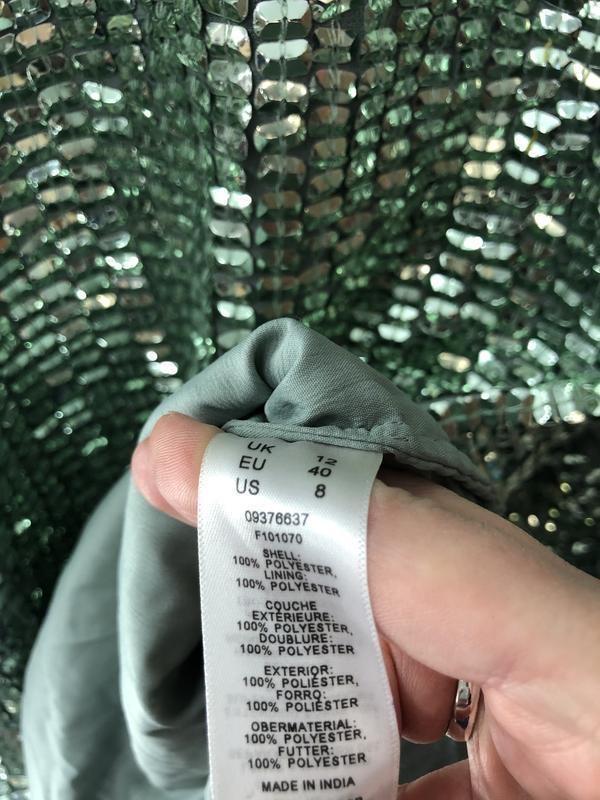 UK 12
EU 40
US 8
09376637
F101070
SHELL:
100% POLYESTER,
LINING:
100% POLYESTER
COUCHE
EXTÉRIEURE:
100% POLYESTER,
DOUBLURE:
100% POLYESTER
EXTERIOR:
100% POLIÉSTER,
FORRO:
100% POLIÉSTER
OBERMATERIAL:
100% POLYESTER,
FUTTER:
100% POLYESTER
MADE IN INDIA